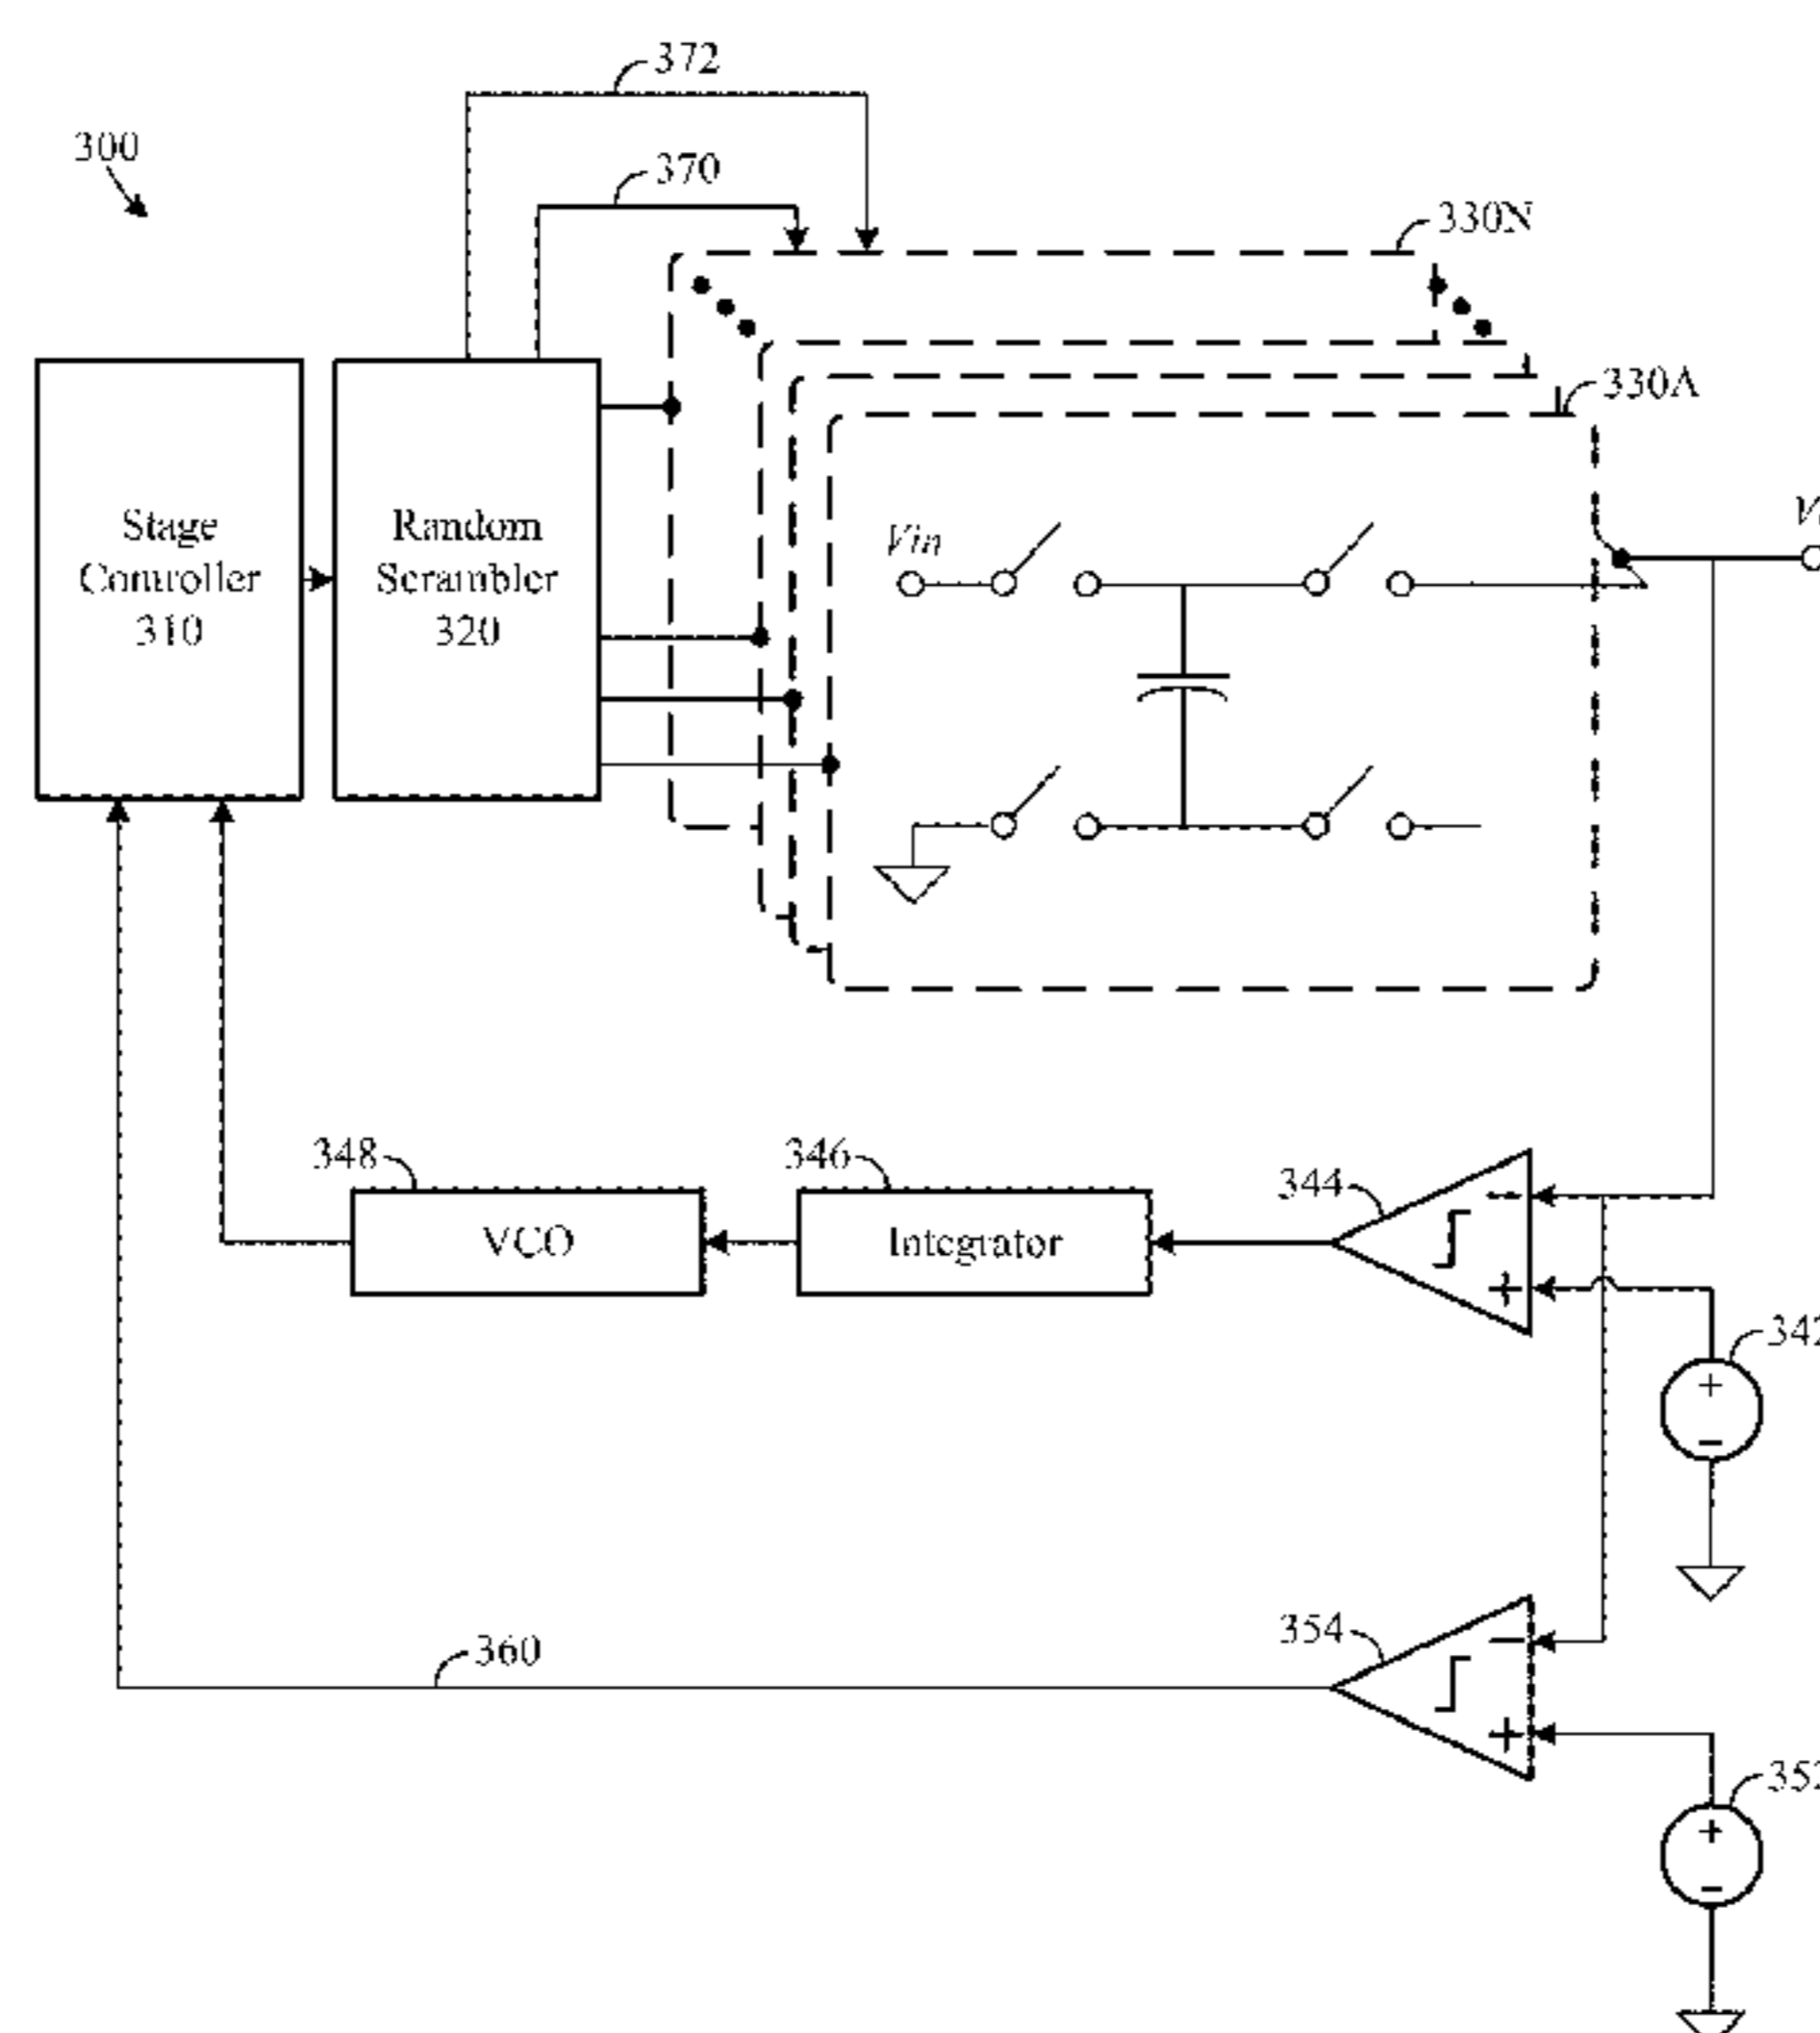 372
300
370
330N
330A
Stage
Controller
310
Random
Scrambler
320
Vin
348
346
344
VCO
Integrator
342
360
354